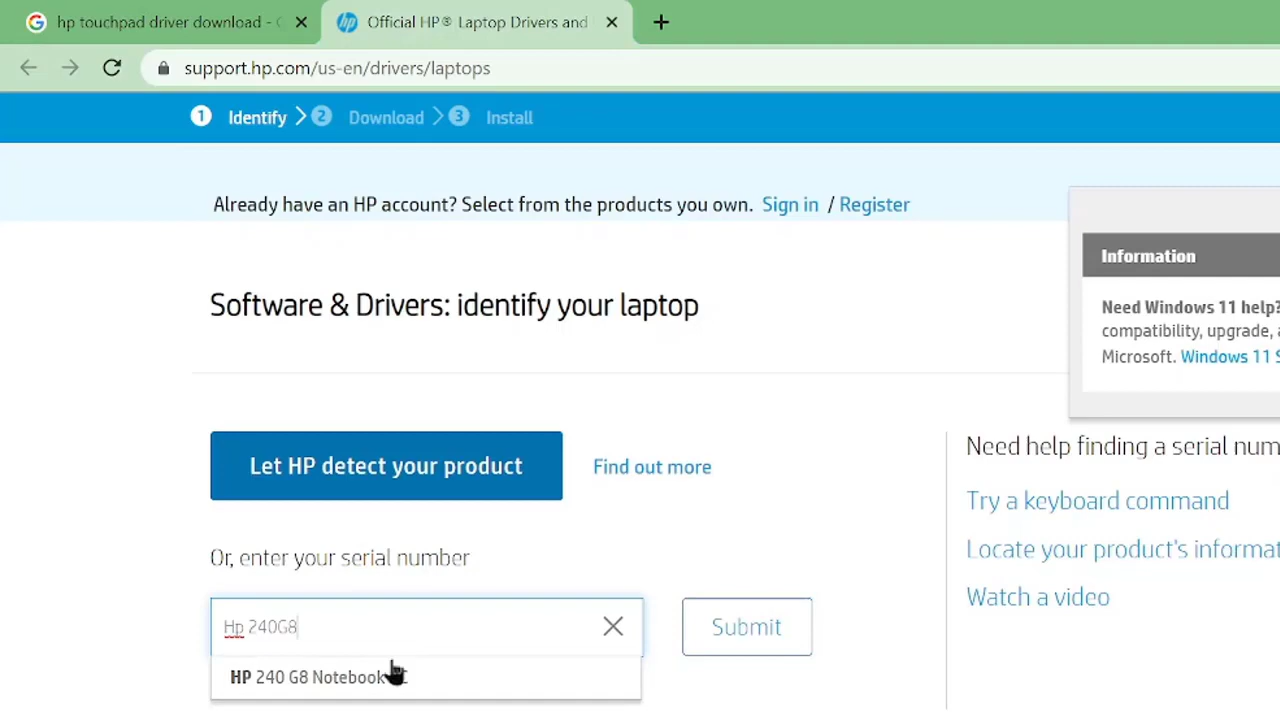 hp touchpad driver download -
Official HP® Laptop Drivers and
support.hp.com/us-en/drivers/laptops
1 Identify 2 Download 3 Install
Already have an HP account? Select from the products you own. Sign in / Register
Information
Need Windows 11 help?
compatibility, upgrade,
Microsoft. Windows 11
Software & Drivers: identify your laptop
Let HP detect your product
Find out more
Or, enter your serial number
Hp 240G8
Submit
HP 240 G8 Notebook
Need help finding a serial num
Try a keyboard command
Locate your product's informat
Watch a video